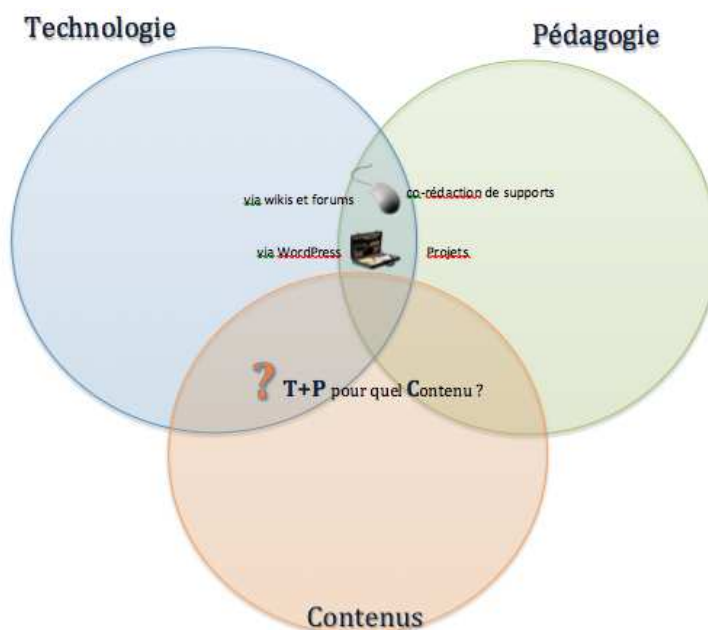 Technologie
Pédagogie
via wikis et forums
co-rédaction de supports
via WordPress
Projets
? T+P pour quel Contenu ?
Contenus